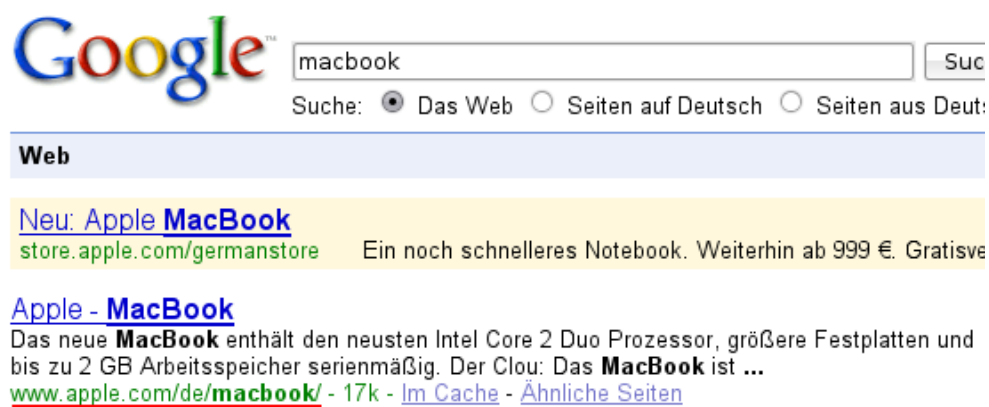 Google™
macbook Suc
Suche: Das Web Seiten auf Deutsch Seiten aus Deuts
Web
Neu: Apple MacBook
store.apple.com/germanstore Ein noch schnelleres Notebook. Weiterhin ab 999 €. Gratisve
Apple - MacBook
Das neue MacBook enthält den neusten Intel Core 2 Duo Prozessor, größere Festplatten und
bis zu 2 GB Arbeitsspeicher serienmäßig. Der Clou: Das MacBook ist ...
www.apple.com/de/macbook/ - 17k - Im Cache - Ähnliche Seiten